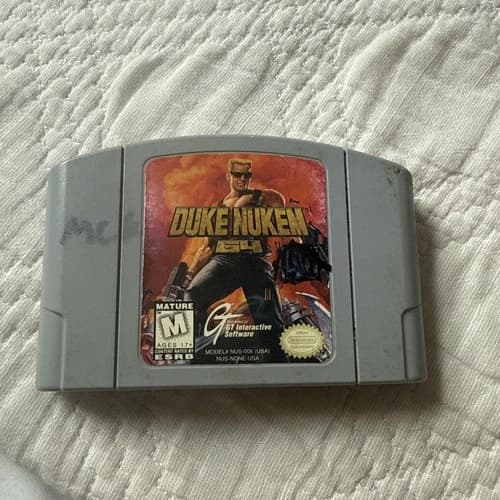 DUKE NUKEM
64
MATURE
M
AGES 17+
CONTENT RATED BY
ESRB
GT
GT Interactive
Software
MODEL# NUS-006 (USA)
NUS-NDNE-USA